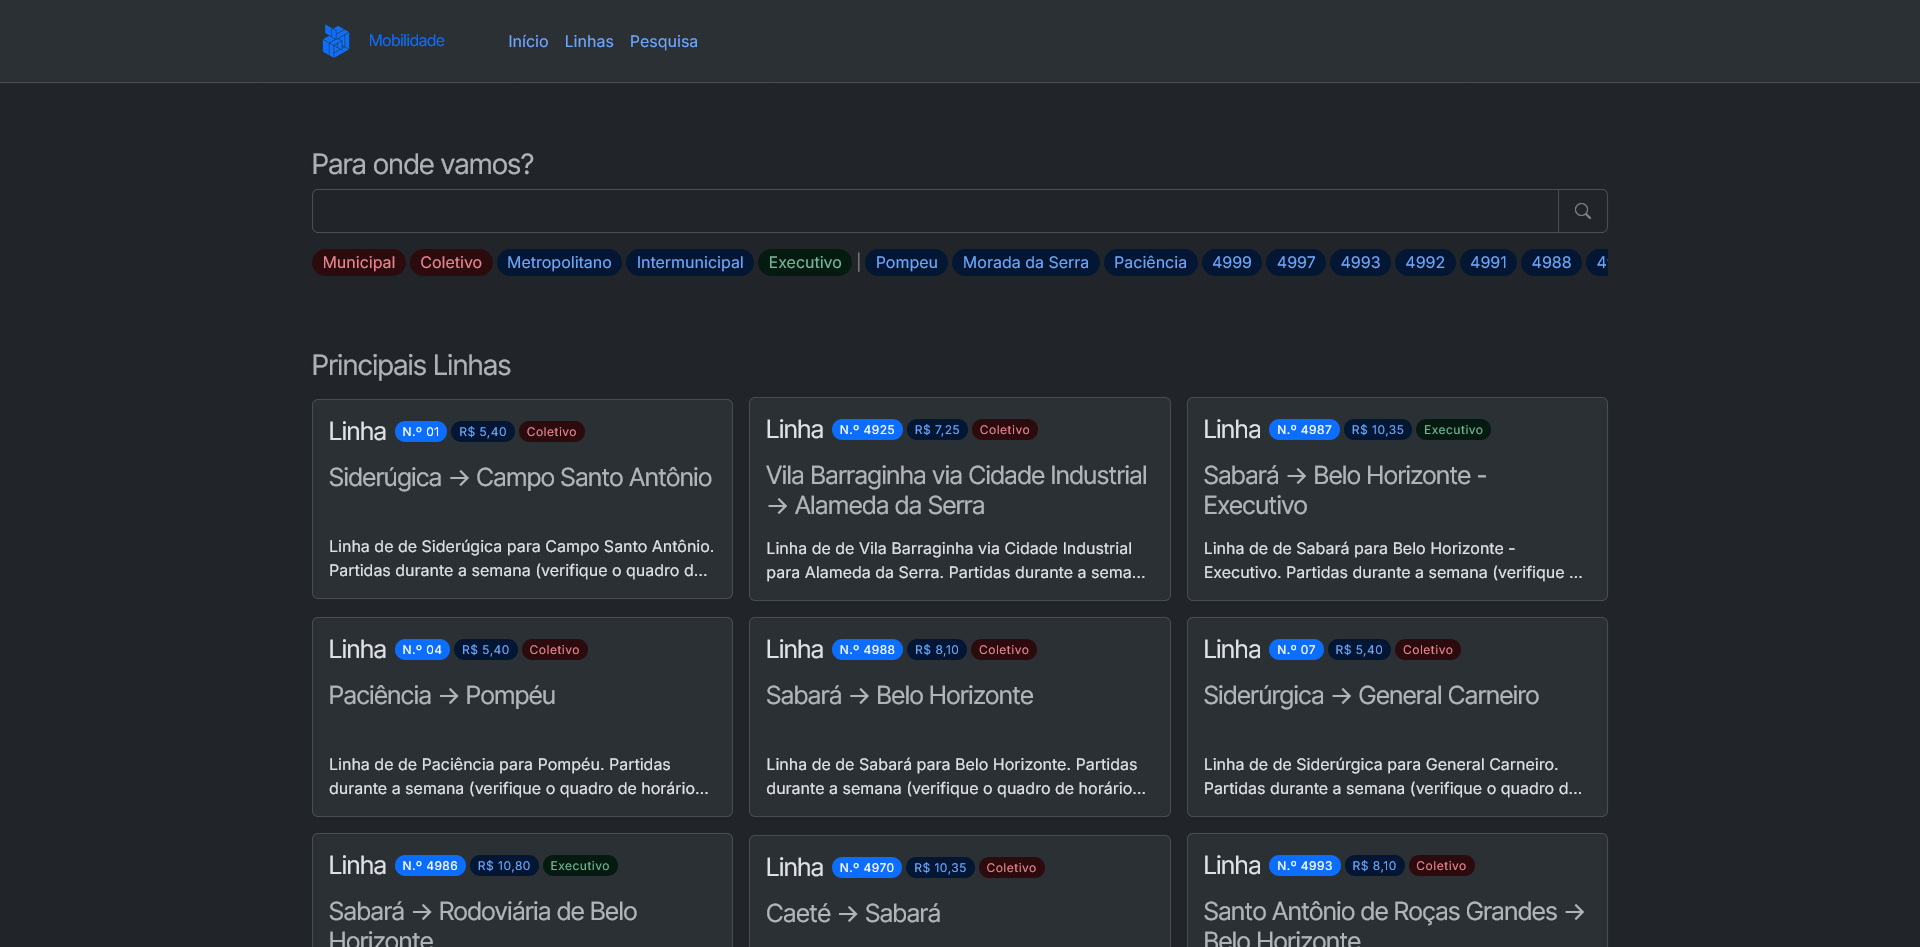 Mobilidade Início Linhas Pesquisa
Para onde vamos?
Municipal Coletivo Metropolitano Intermunicipal Executivo | Pompeu Morada da Serra Paciência 4999 4997 4993 4992 4991 4988
Principais Linhas
Linha N.º 01 R$ 5,40 Coletivo
Siderúgica → Campo Santo Antônio
Linha de de Siderúgica para Campo Santo Antônio.
Partidas durante a semana (verifique o quadro d...
Linha N.º 4925 R$ 7,25 Coletivo
Vila Barraginha via Cidade Industrial
→ Alameda da Serra
Linha de de Vila Barraginha via Cidade Industrial
para Alameda da Serra. Partidas durante a sema...
Linha N.º 4987 R$ 10,35 Executivo
Sabará → Belo Horizonte -
Executivo
Linha de de Sabará para Belo Horizonte -
Executivo. Partidas durante a semana (verifique ...
Linha N.º 04 R$ 5,40 Coletivo
Paciência → Pompéu
Linha de de Paciência para Pompéu. Partidas
durante a semana (verifique o quadro de horário...
Linha N.º 4988 R$ 8,10 Coletivo
Sabará → Belo Horizonte
Linha de de Sabará para Belo Horizonte. Partidas
durante a semana (verifique o quadro de horário...
Linha N.º 07 R$ 5,40 Coletivo
Siderúrgica → General Carneiro
Linha de de Siderúrgica para General Carneiro.
Partidas durante a semana (verifique o quadro d...
Linha N.º 4986 R$ 10,80 Executivo
Sabará → Rodoviária de Belo
Horizonte
Linha N.º 4970 R$ 10,35 Coletivo
Caeté → Sabará
Linha N.º 4993 R$ 8,10 Coletivo
Santo Antônio de Roças Grandes →
Belo Horizonte